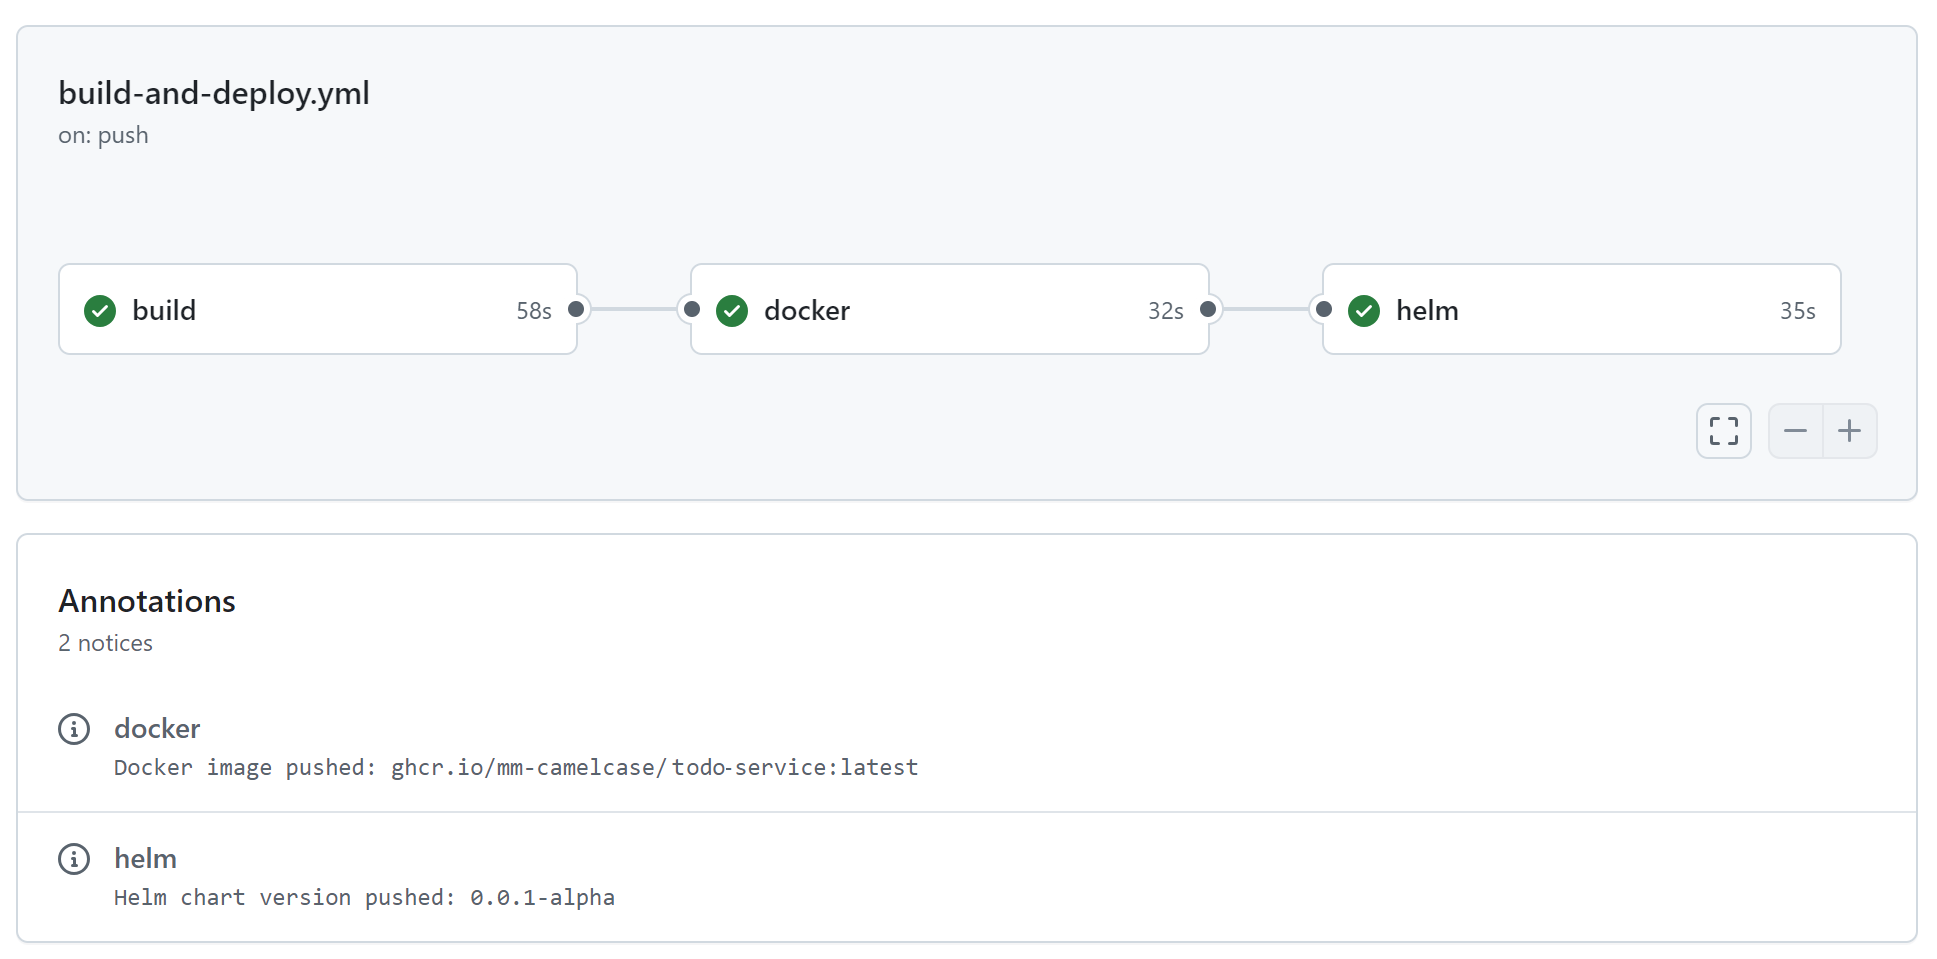 build-and-deploy.yml
on: push
build 58s
docker 32s
helm 35s
Annotations
2 notices
docker
Docker image pushed: ghcr.io/mm-camelcase/todo-service:latest
helm
Helm chart version pushed: 0.0.1-alpha